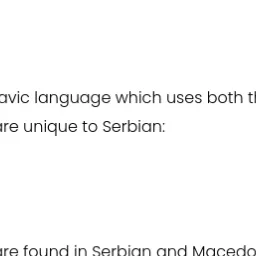 avic language which uses both th
are unique to Serbian:
are found in Serbian and Macedo